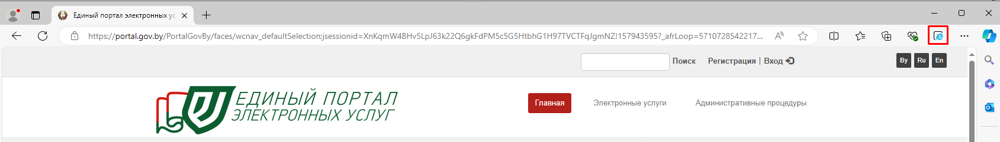 Единый портал электронных ус
https://portal.gov.by/PortalGovBy/faces/wcnav_defaultSelection;jsessionid=XnKqmW4BHv5LpJ63k22Q6gkFdPM5c5G5HtbhG1H97TVCTFqJgmNZ!157943595?_afrLoop=5710728542217...
Поиск Регистрация | Вход By Ru En
ЕДИНЫЙ ПОРТАЛ
ЭЛЕКТРОННЫХ УСЛУГ
Главная Электронные услуги Административные процедуры